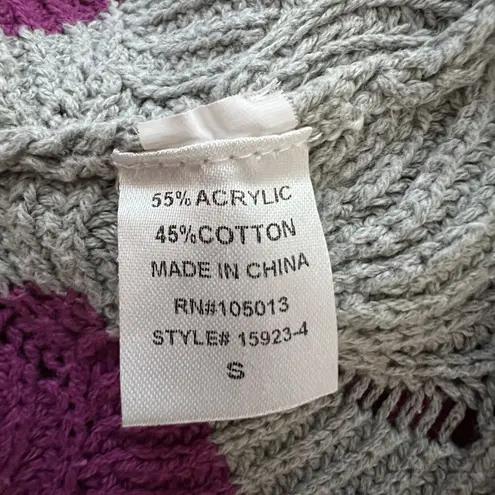 55% ACRYLIC
45%COTTON
MADE IN CHINA
RN#105013
STYLE# 15923-4
S